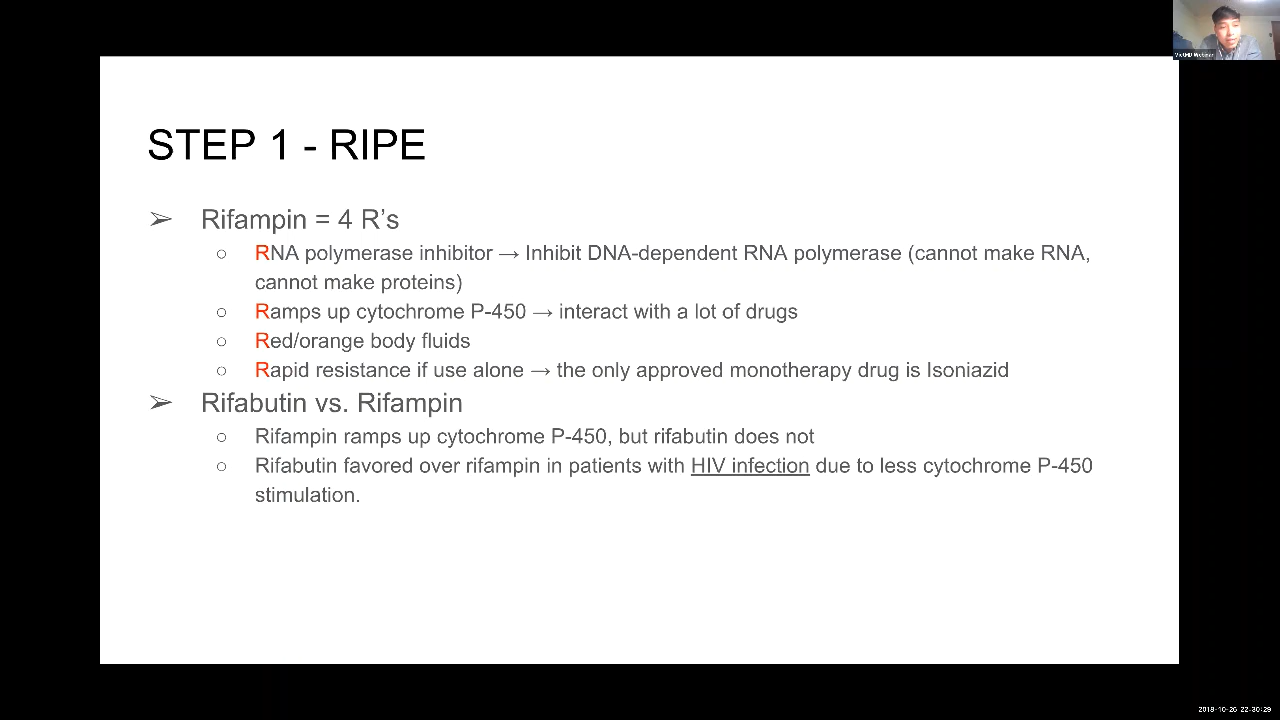 VietMD Webinar
STEP 1 - RIPE
➢ Rifampin = 4 R’s
○ RNA polymerase inhibitor → Inhibit DNA-dependent RNA polymerase (cannot make RNA,
cannot make proteins)
○ Ramps up cytochrome P-450 → interact with a lot of drugs
○ Red/orange body fluids
○ Rapid resistance if use alone → the only approved monotherapy drug is Isoniazid
➢ Rifabutin vs. Rifampin
○ Rifampin ramps up cytochrome P-450, but rifabutin does not
○ Rifabutin favored over rifampin in patients with HIV infection due to less cytochrome P-450
stimulation.
2019-10-26 22:30:29